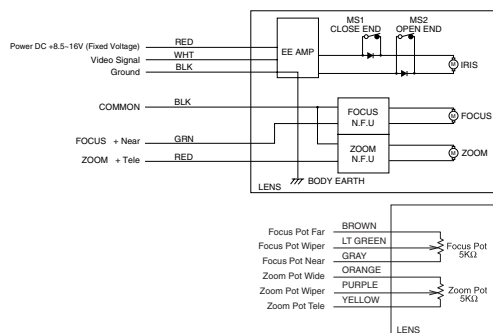 MS1 MS2
CLOSE END OPEN END
Power DC +8.5~16V (Fixed Voltage) RED
Video Signal WHT
Ground BLK
EE AMP
M IRIS
COMMON BLK
FOCUS + Near GRN
ZOOM + Tele RED
FOCUS
N.F.U
M FOCUS
ZOOM
N.F.U
M ZOOM
BODY EARTH
LENS
Focus Pot Far BROWN
Focus Pot Wiper LT GREEN
Focus Pot Near GRAY
Focus Pot
5KΩ
Zoom Pot Wide ORANGE
Zoom Pot Wiper PURPLE
Zoom Pot Tele YELLOW
Zoom Pot
5KΩ
LENS